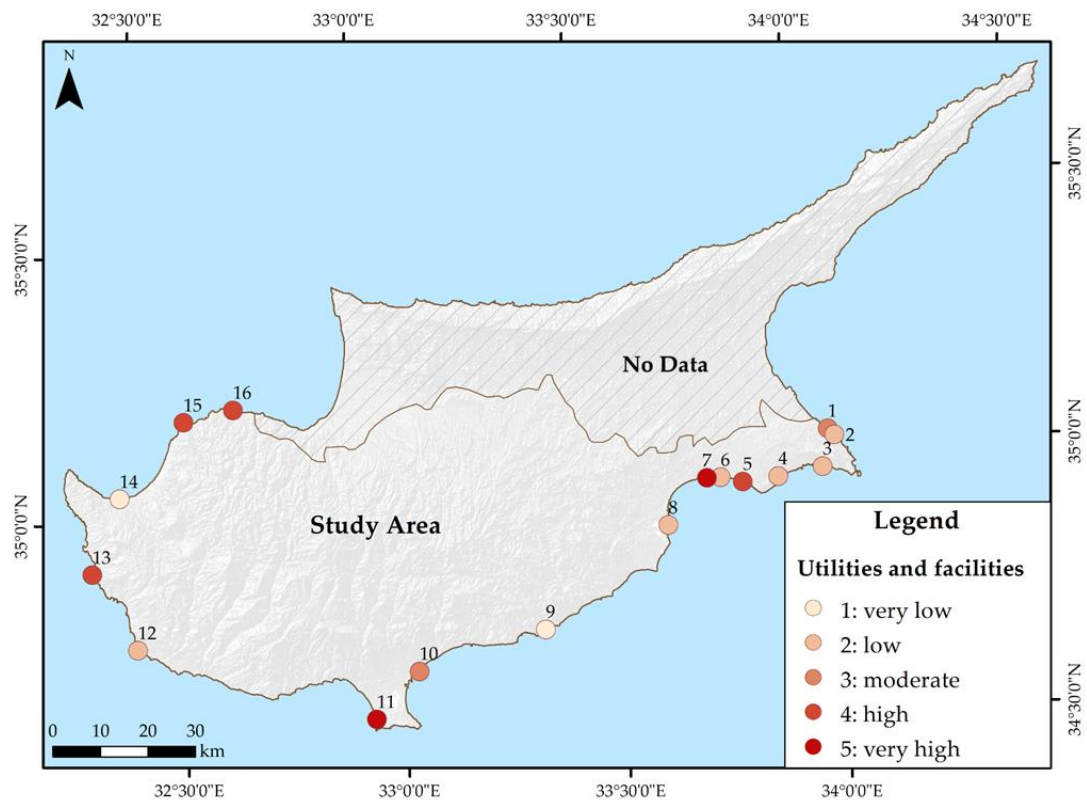 32°30'0"E 33°0'0"E 33°30'0"E 34°0'0"E 34°30'0"E
N
35°30'0"N
35°30'0"N
No Data
16
15
1
2
35°0'0"N
3
7 6 5 4
14
8
Study Area
35°0'0"N
13
12
9
10
11
Legend
Utilities and facilities
1: very low
2: low
3: moderate
4: high
5: very high
34°30'0"N
0 10 20 30
km
32°30'0"E 33°0'0"E 33°30'0"E 34°0'0"E